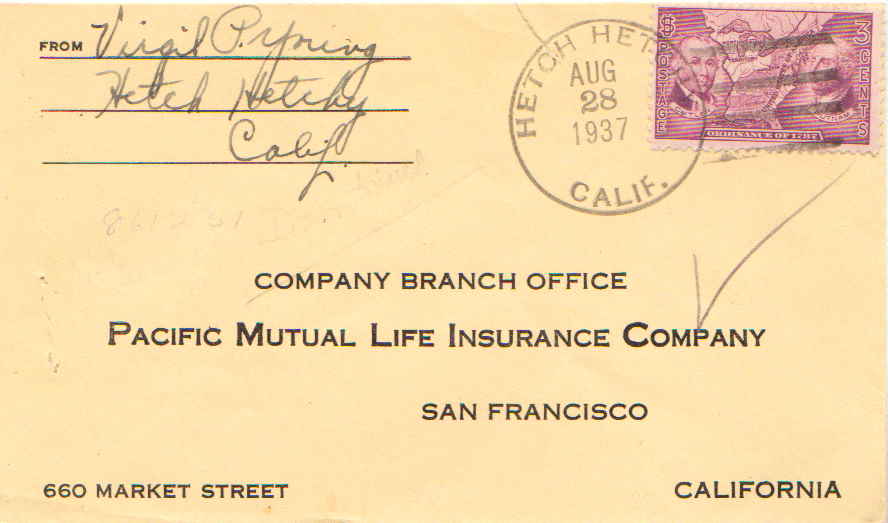 FROM Virgil P. Young
Hetch Hetchy
Calif.
HETCH HETCHY
AUG
28
1937
CALIF.
$ POSTAGE
3 CENTS
ORDINANCE OF 1787
PUTNAM
COMPANY BRANCH OFFICE
PACIFIC MUTUAL LIFE INSURANCE COMPANY
SAN FRANCISCO
660 MARKET STREET
CALIFORNIA